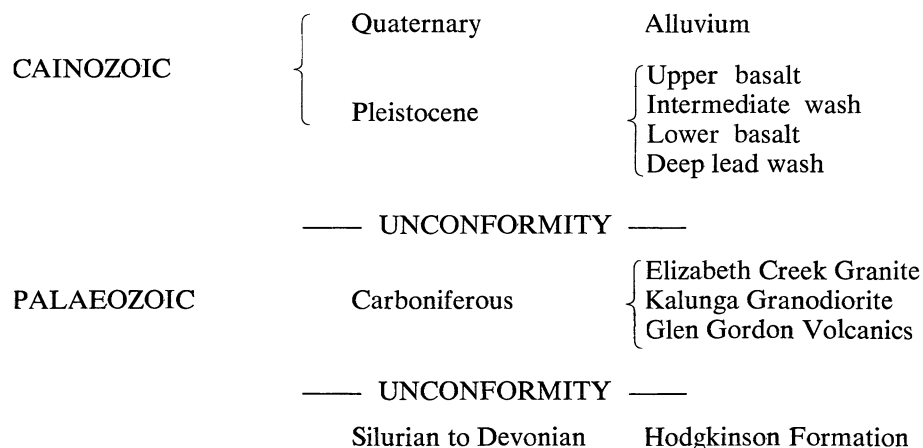 Quaternary Alluvium
CAINOZOIC
Upper basalt
Intermediate wash
Pleistocene
Lower basalt
Deep lead wash
—— UNCONFORMITY ——
Elizabeth Creek Granite
PALAEOZOIC Carboniferous Kalunga Granodiorite
Glen Gordon Volcanics
—— UNCONFORMITY ——
Silurian to Devonian Hodgkinson Formation